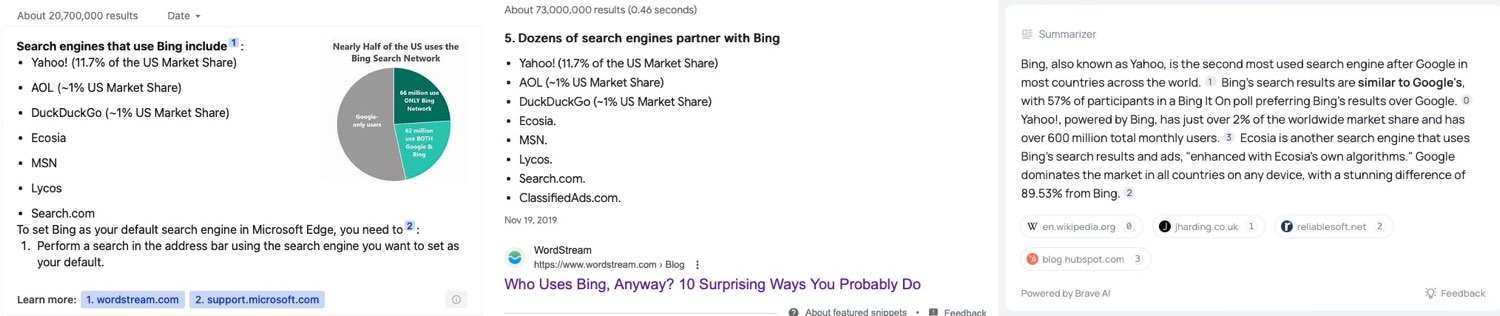 About 20,700,000 results Date
Search engines that use Bing include 1 :
• Yahoo! (11.7% of the US Market Share)
• AOL (~1% US Market Share)
• DuckDuckGo (~1% US Market Share)
• Ecosia
• MSN
• Lycos
• Search.com
Nearly Half of the US uses the
Bing Search Network
66 million use
ONLY Bing
Network
Google-
only users
62 million
use BOTH
Google &
Bing
To set Bing as your default search engine in Microsoft Edge, you need to 2 :
1. Perform a search in the address bar using the search engine you want to set as
your default.
Learn more: 1. wordstream.com 2. support.microsoft.com
About 73,000,000 results (0.46 seconds)
5. Dozens of search engines partner with Bing
• Yahoo! (11.7% of the US Market Share)
• AOL (~1% US Market Share)
• DuckDuckGo (~1% US Market Share)
• Ecosia.
• MSN.
• Lycos.
• Search.com.
• ClassifiedAds.com.
Nov 19, 2019
WordStream
https://www.wordstream.com › Blog
Who Uses Bing, Anyway? 10 Surprising Ways You Probably Do
About featured snippets • Feedback
Summarizer
Bing, also known as Yahoo, is the second most used search engine after Google in
most countries across the world. 1 Bing's search results are similar to Google's,
with 57% of participants in a Bing It On poll preferring Bing's results over Google. 0
Yahoo!, powered by Bing, has just over 2% of the worldwide market share and has
over 600 million total monthly users. 3 Ecosia is another search engine that uses
Bing's search results and ads, "enhanced with Ecosia's own algorithms." Google
dominates the market in all countries on any device, with a stunning difference of
89.53% from Bing. 2
W en.wikipedia.org 0 J jharding.co.uk 1 reliablesoft.net 2
blog.hubspot.com 3
Powered by Brave AI Feedback